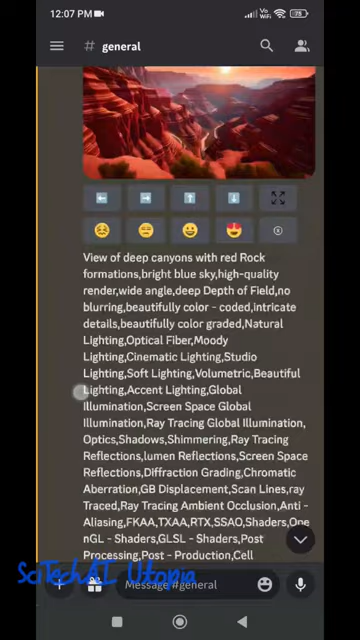 12:07 PM
Vo WiFi 75
# general
View of deep canyons with red Rock
formations,bright blue sky,high-quality
render,wide angle,deep Depth of Field,no
blurring,beautifully color - coded,intricate
details,beautifully color graded,Natural
Lighting,Optical Fiber,Moody
Lighting,Cinematic Lighting,Studio
Lighting,Soft Lighting,Volumetric,Beautiful
Lighting,Accent Lighting,Global
Illumination,Screen Space Global
Illumination,Ray Tracing Global Illumination,
Optics,Shadows,Shimmering,Ray Tracing
Reflections,lumen Reflections,Screen Space
Reflections,Diffraction Grading,Chromatic
Aberration,GB Displacement,Scan Lines,ray
Traced,Ray Tracing Ambient Occlusion,Anti -
Aliasing,FKAA,TXAA,RTX,SSAO,Shaders,Ope
nGL - Shaders,GLSL - Shaders,Post
Processing,Post - Production,Cell
SciTechAI Utopia
Message #general